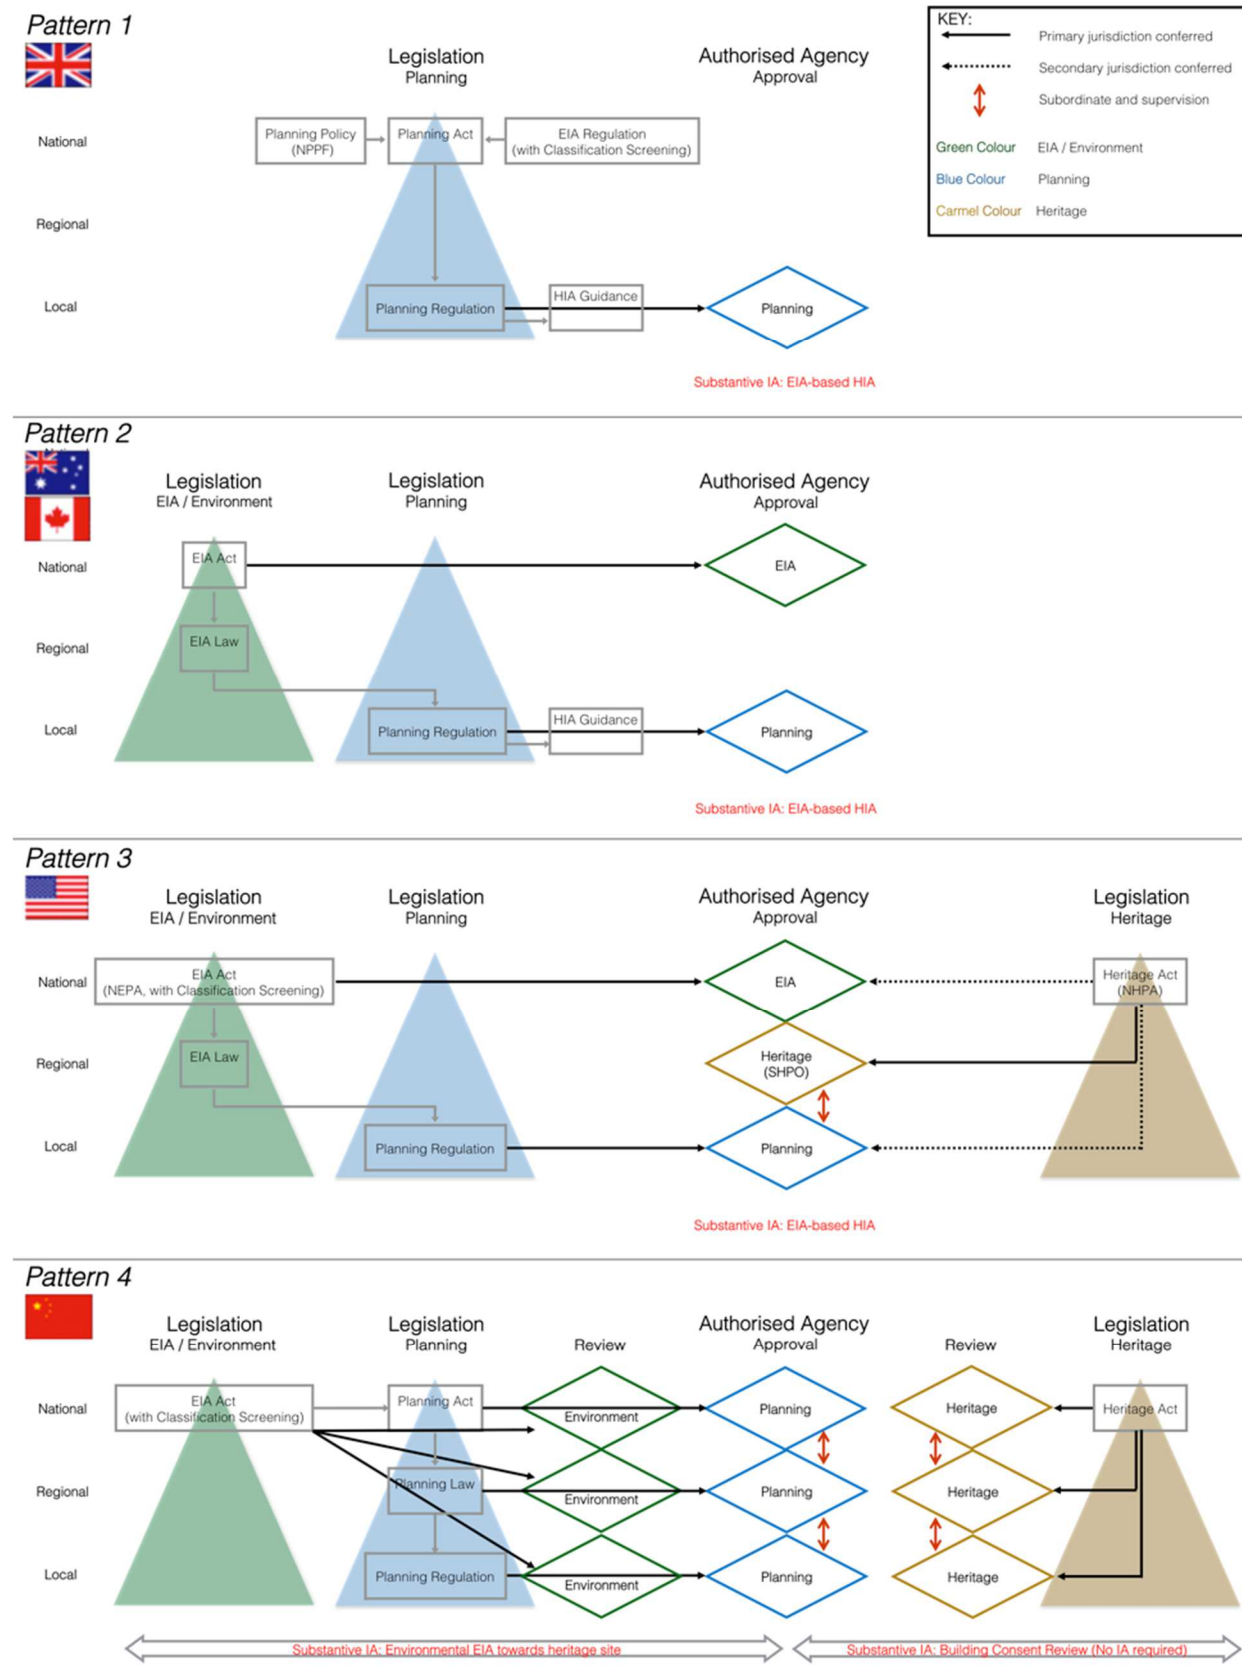 Pattern 1
Legislation
Planning
Authorised Agency
Approval
KEY:
Primary jurisdiction conferred
Secondary jurisdiction conferred
Subordinate and supervision
Green Colour EIA / Environment
Blue Colour Planning
Carmel Colour Heritage
National
Planning Policy
(NPPF)
Planning Act
EIA Regulation
(with Classification Screening)
Regional
Local
Planning Regulation
HIA Guidance
Planning
Substantive IA: EIA-based HIA
Pattern 2
Legislation
EIA / Environment
Legislation
Planning
Authorised Agency
Approval
National
EIA Act
EIA
Regional
EIA Law
Local
Planning Regulation
HIA Guidance
Planning
Substantive IA: EIA-based HIA
Pattern 3
Legislation
EIA / Environment
Legislation
Planning
Authorised Agency
Approval
Legislation
Heritage
National
EIA Act
(NEPA, with Classification Screening)
EIA
Heritage Act
(NHPA)
Regional
EIA Law
Heritage
(SHPO)
Local
Planning Regulation
Planning
Substantive IA: EIA-based HIA
Pattern 4
Legislation
EIA / Environment
Legislation
Planning
Review
Authorised Agency
Approval
Review
Legislation
Heritage
National
EIA Act
(with Classification Screening)
Planning Act
Environment
Planning
Heritage
Heritage Act
Regional
Planning Law
Environment
Planning
Heritage
Local
Planning Regulation
Environment
Planning
Heritage
Substantive IA: Environmental EIA towards heritage site
Substantive IA: Building Consent Review (No IA required)